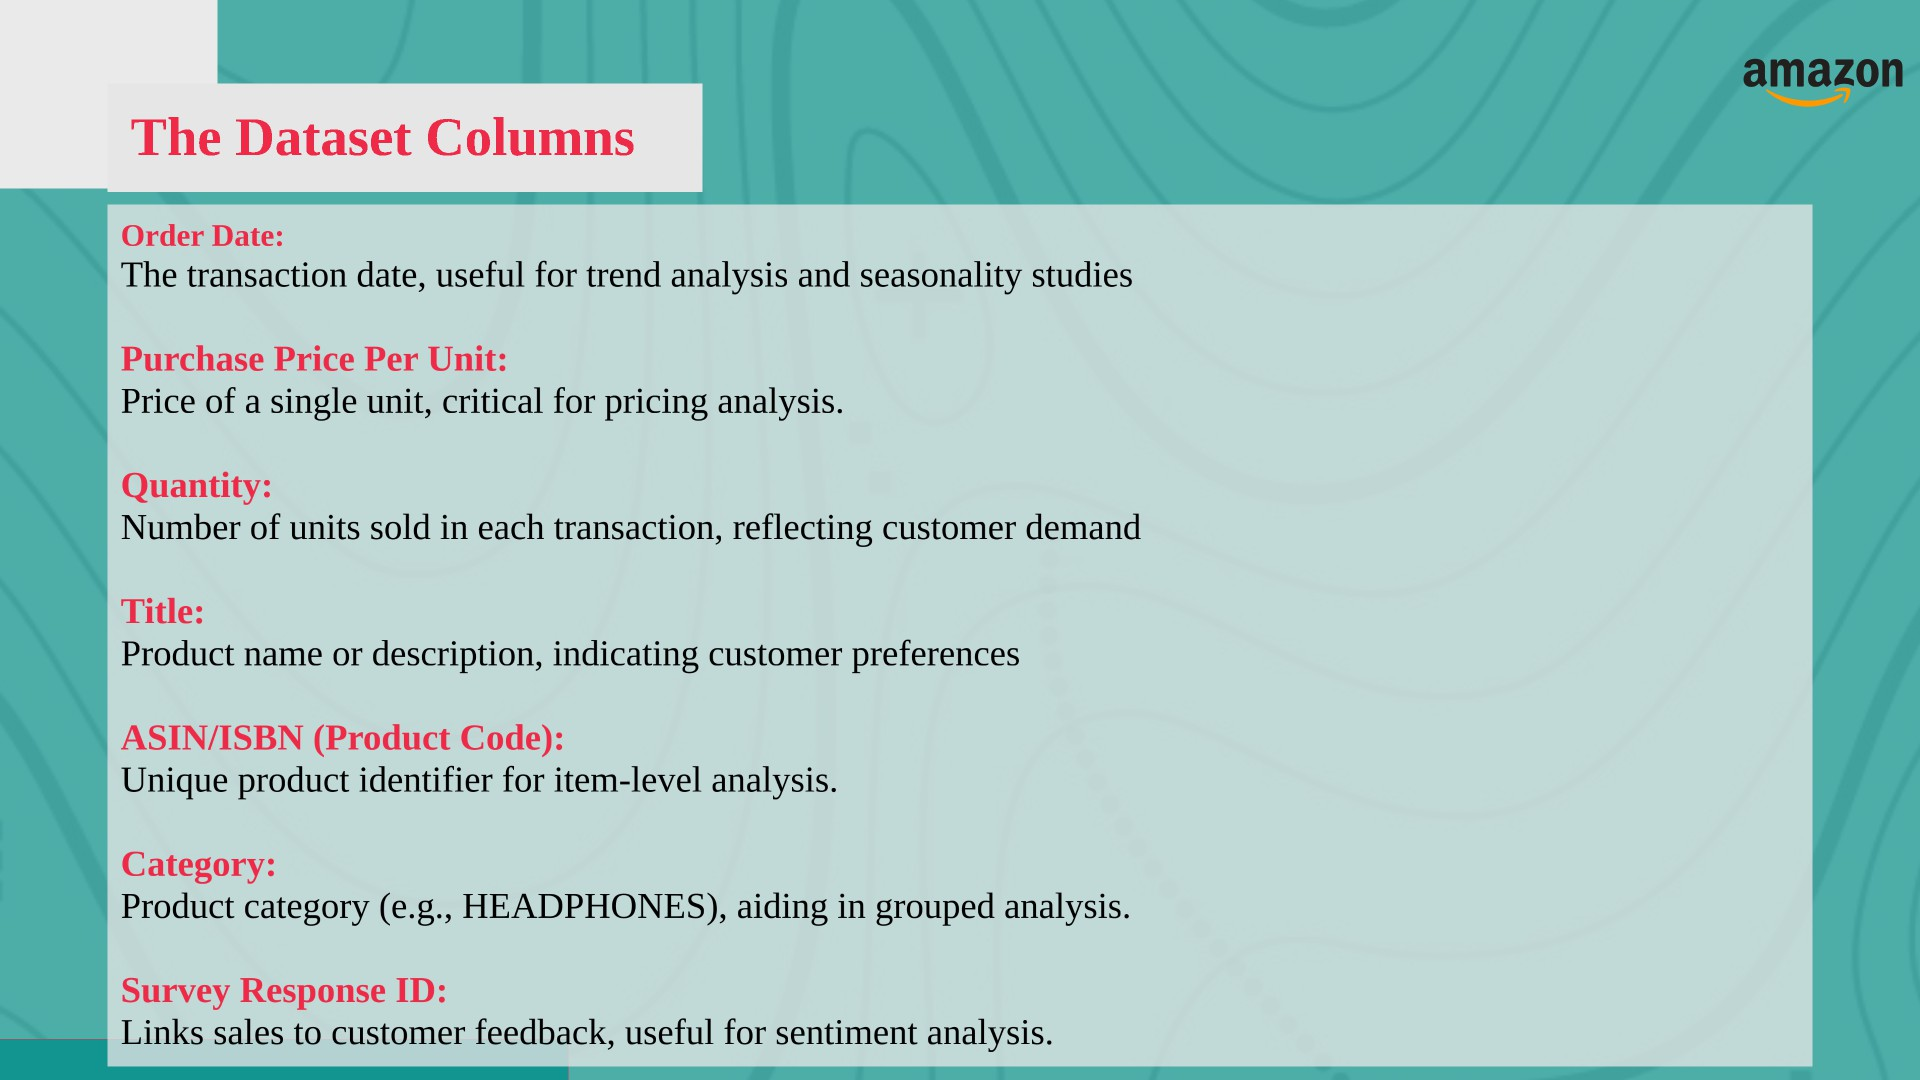 amazon
The Dataset Columns
Order Date:
The transaction date, useful for trend analysis and seasonality studies
Purchase Price Per Unit:
Price of a single unit, critical for pricing analysis.
Quantity:
Number of units sold in each transaction, reflecting customer demand
Title:
Product name or description, indicating customer preferences
ASIN/ISBN (Product Code):
Unique product identifier for item-level analysis.
Category:
Product category (e.g., HEADPHONES), aiding in grouped analysis.
Survey Response ID:
Links sales to customer feedback, useful for sentiment analysis.